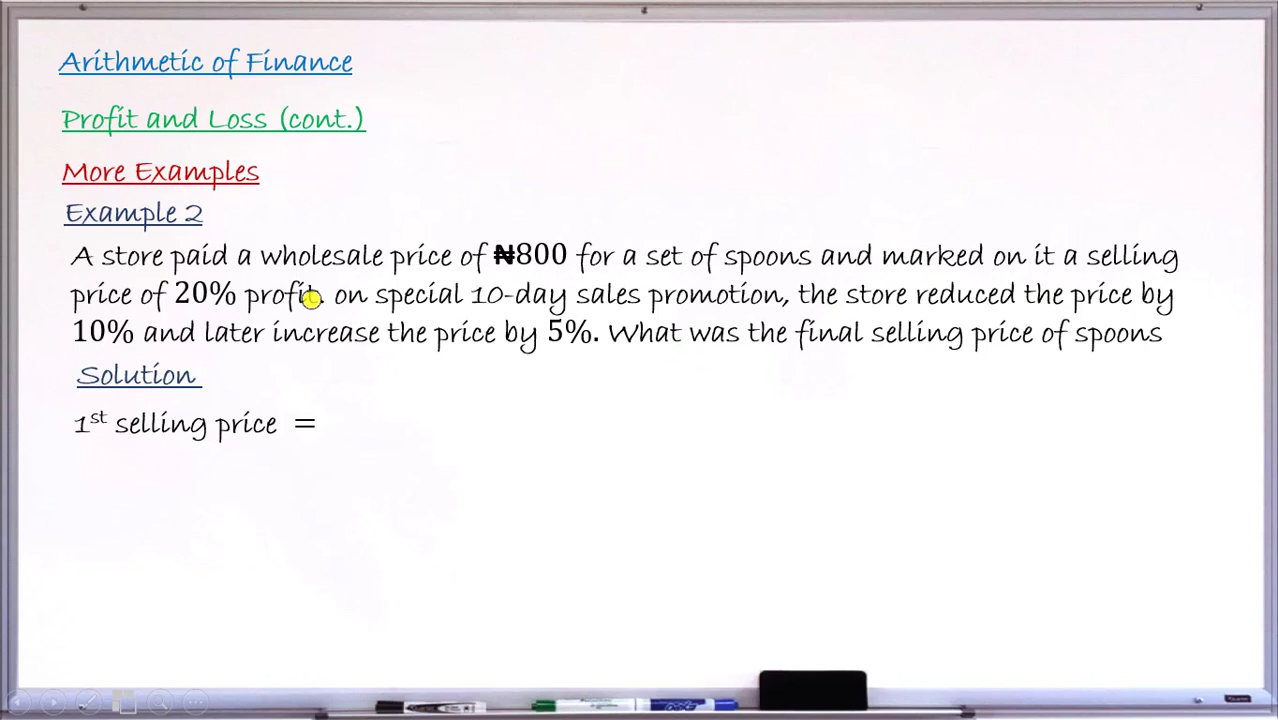 Arithmetic of Finance
Profit and Loss (cont.)
More Examples
Example 2
A store paid a wholesale price of ₦800 for a set of spoons and marked on it a selling
price of 20% profit. on special 10-day sales promotion, the store reduced the price by
10% and later increase the price by 5%. What was the final selling price of spoons
Solution
1st selling price =